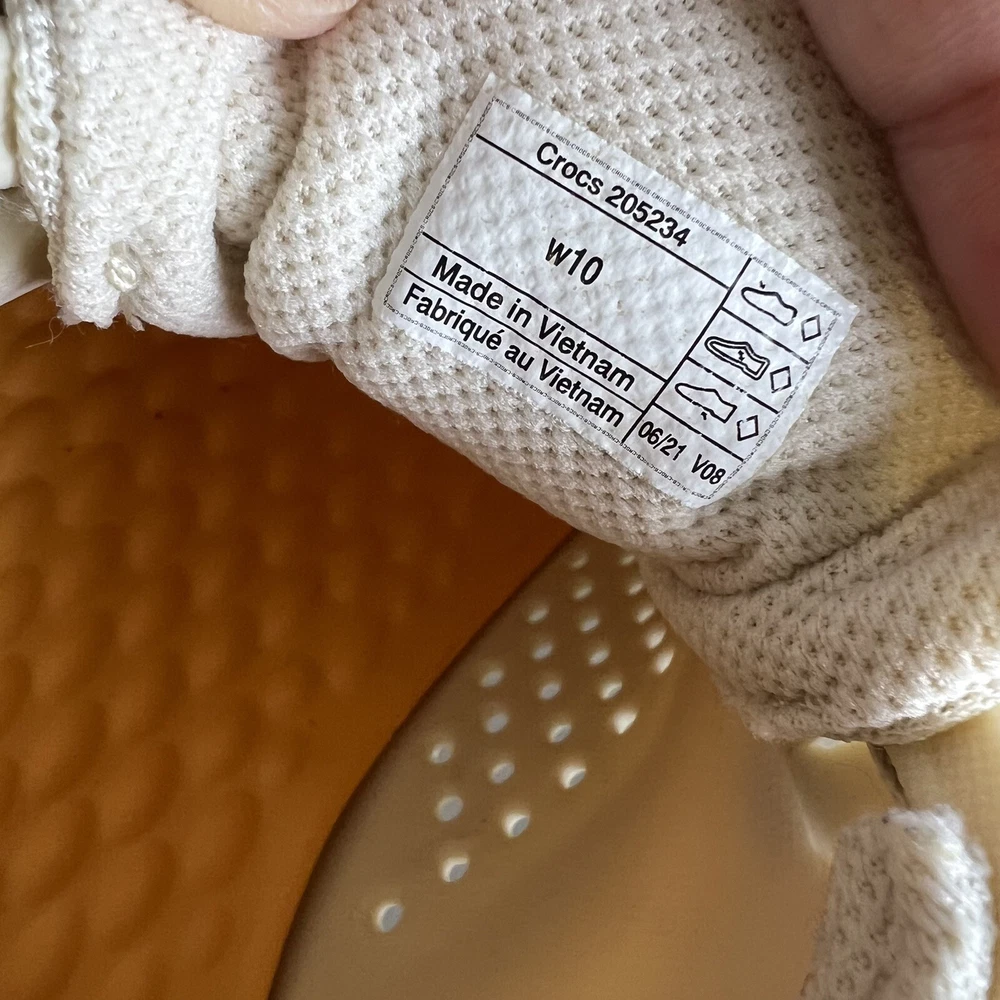 Crocs 205234
w10
Made in Vietnam
Fabriqué au Vietnam
06/21 V08